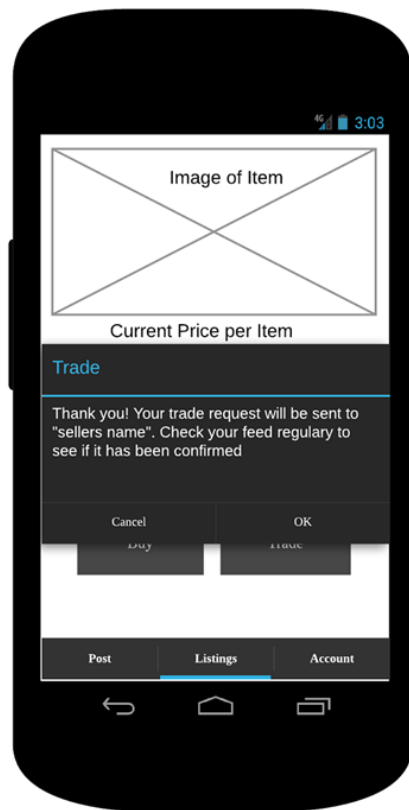 4G 3:03
Image of Item
Current Price per Item
Trade
Thank you! Your trade request will be sent to
"sellers name". Check your feed regulary to
see if it has been confirmed
Cancel OK
Buy Trade
Post Listings Account